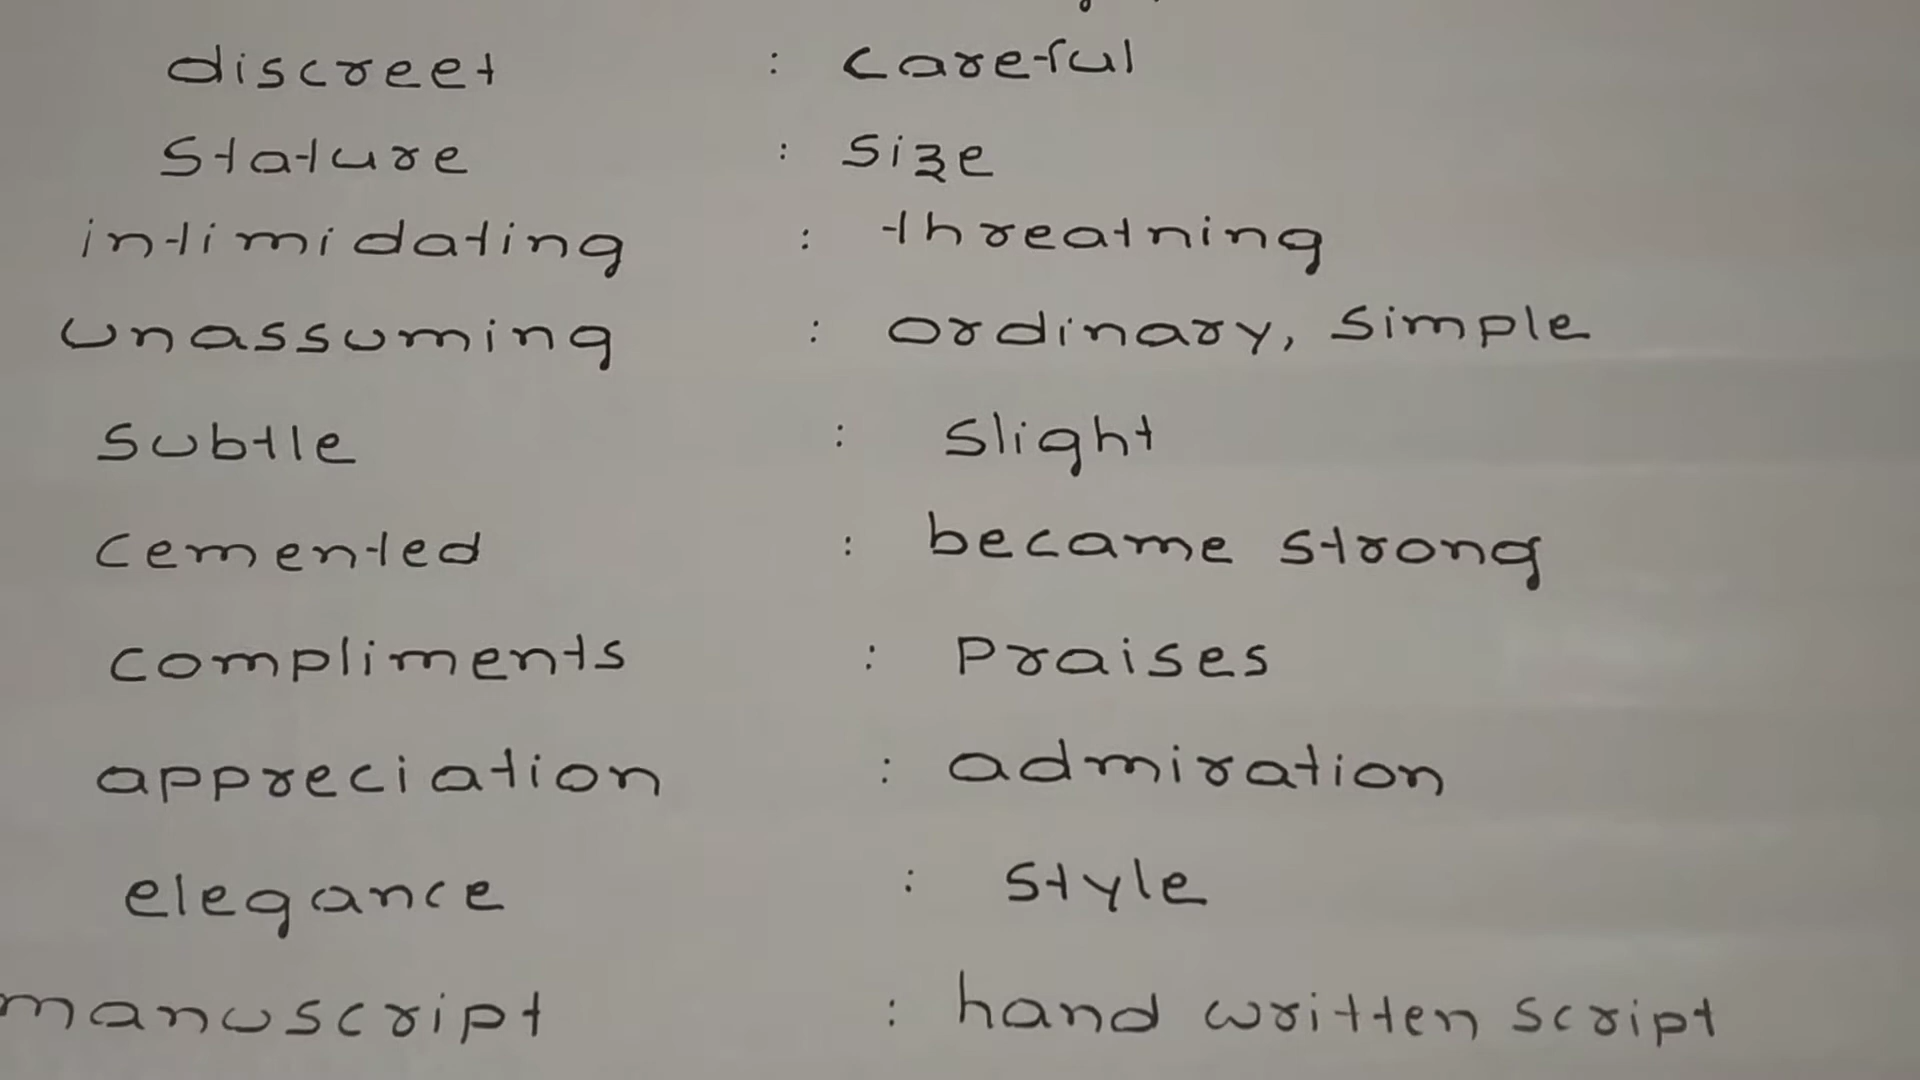 discreet : careful
Stature : Size
intimidating : threatning
unassuming : ordinary, Simple
Subtle : Slight
cemented : became strong
compliments : Praises
appreciation : admiration
elegance : Style
manuscript : hand written script